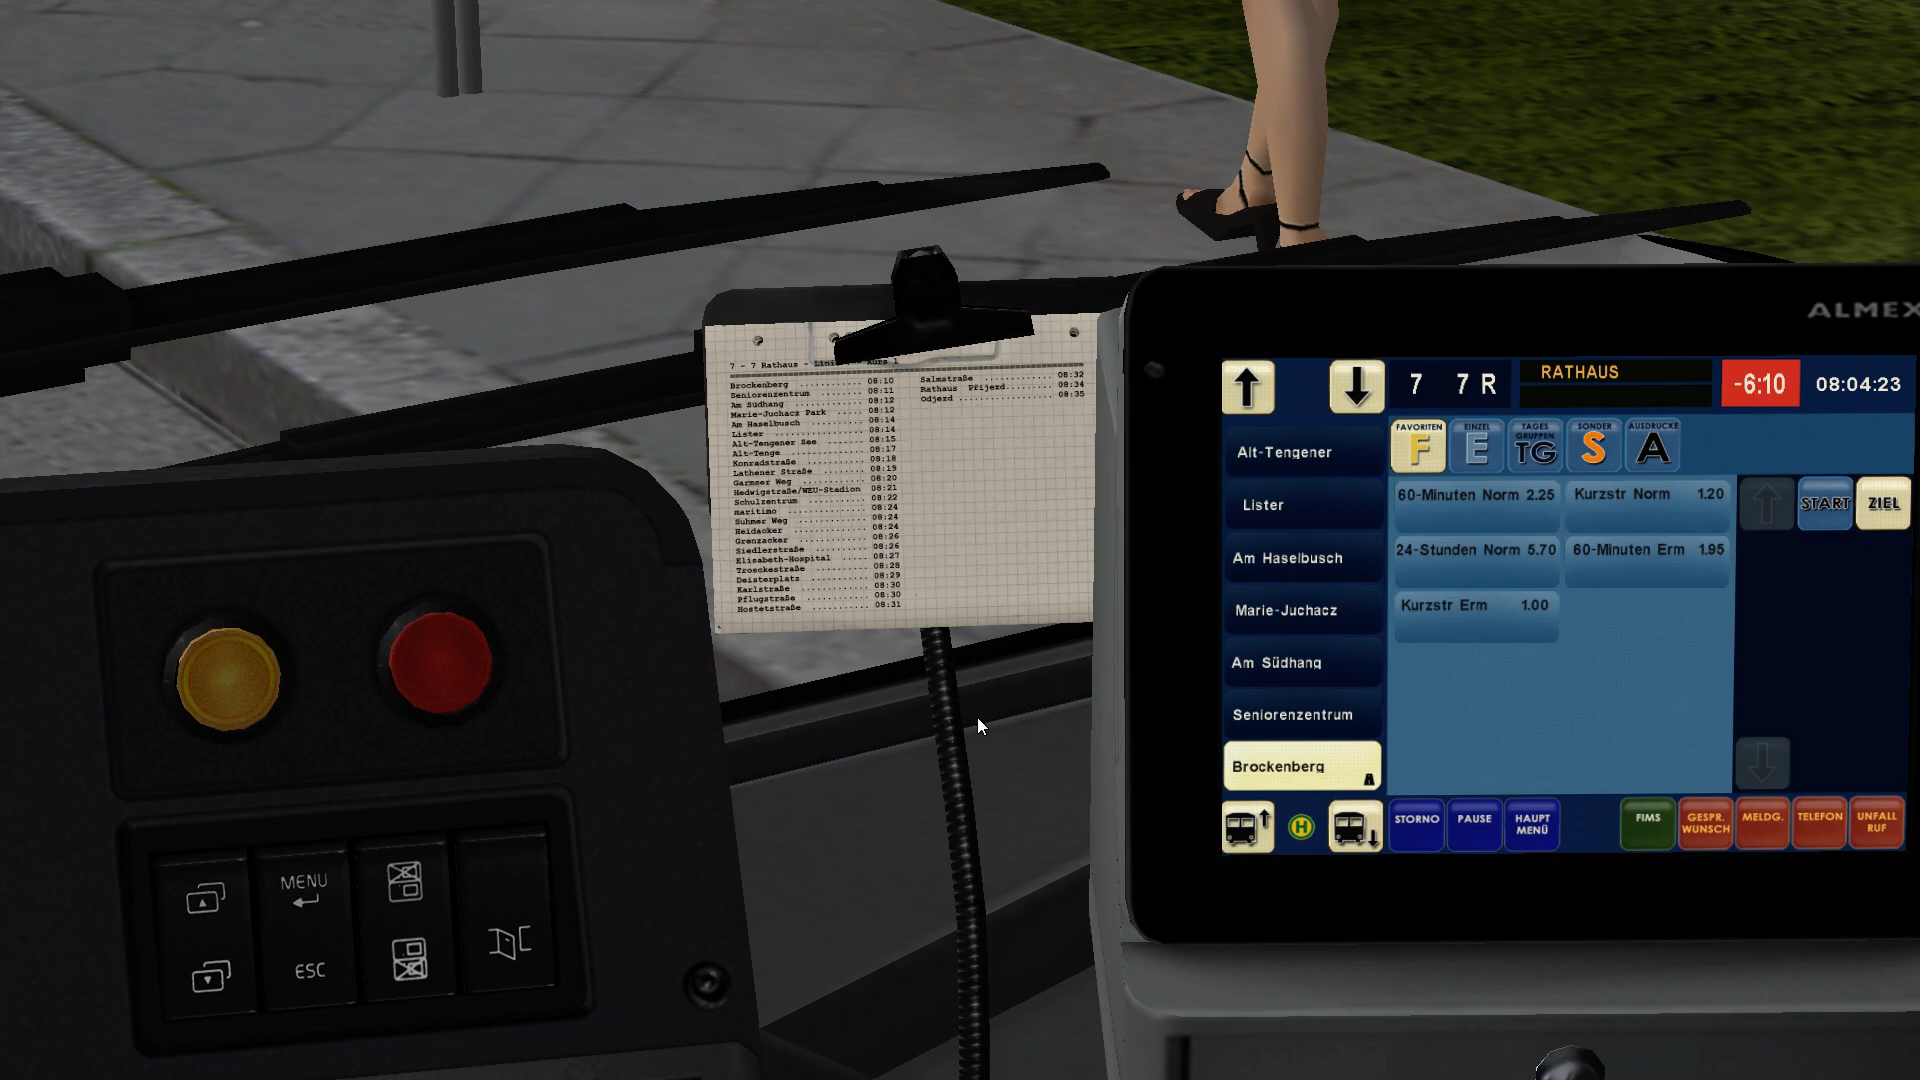 7 - 7 Rathaus - Lini Kurs 1
Brockenberg .......... 08:10
Seniorenzentrum ........ 08:11
Am Südhang ............ 08:12
Marie-Juchacz Park ..... 08:12
Am Haselbusch ......... 08:14
Lister ................ 08:14
Alt-Tengener See ...... 08:15
Alt-Tenge ............. 08:17
Konradstraße .......... 08:18
Lathener Straße ....... 08:19
Garmser Weg ........... 08:20
Hedwigstraße/WEU-Stadion 08:21
Schulzentrum .......... 08:22
maritimo .............. 08:24
Suhmer Weg ............ 08:24
Heidacker ............. 08:24
Grenzacker ............ 08:26
Siedlerstraße ......... 08:26
Elisabeth-Hospital .... 08:27
Trosckestraße ......... 08:28
Deisterplatz .......... 08:29
Karlstraße ............ 08:30
Pflugstraße ........... 08:30
Hostetstraße .......... 08:31
Salmstraße ............ 08:32
Rathaus Příjezd........ 08:34
Odjezd ................ 08:35
ALMEX
7 7 R RATHAUS -6:10 08:04:23
Alt-Tengener
Lister
Am Haselbusch
Marie-Juchacz
Am Südhang
Seniorenzentrum
Brockenberg
FAVORITEN
F
EINZEL
E
TAGES
GRUPPEN
TG
SONDER
S
AUSDRUCKE
A
60-Minuten Norm 2.25
Kurzstr Norm 1.20
24-Stunden Norm 5.70
60-Minuten Erm 1.95
Kurzstr Erm 1.00
START
ZIEL
H
STORNO
PAUSE
HAUPT
MENÜ
FIMS
GESPR.
WUNSCH
MELDG.
TELEFON
UNFALL
RUF
MENU
ESC